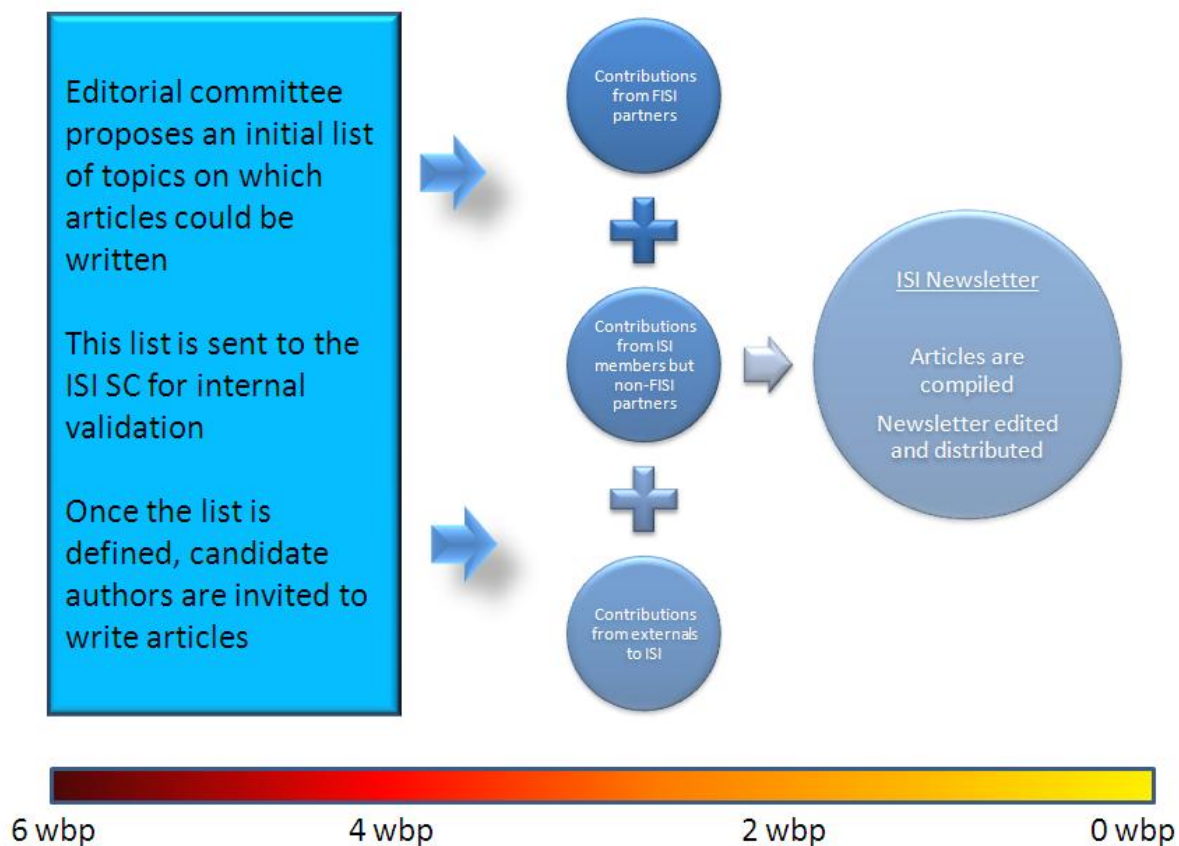 Editorial committee
proposes an initial list
of topics on which
articles could be
written
This list is sent to the
ISI SC for internal
validation
Once the list is
defined, candidate
authors are invited to
write articles
Contributions
from FISI
partners
Contributions
from ISI
members but
non-FISI
partners
Contributions
from externals
to ISI
ISI Newsletter
Articles are
compiled
Newsletter edited
and distributed
6 wbp
4 wbp
2 wbp
0 wbp